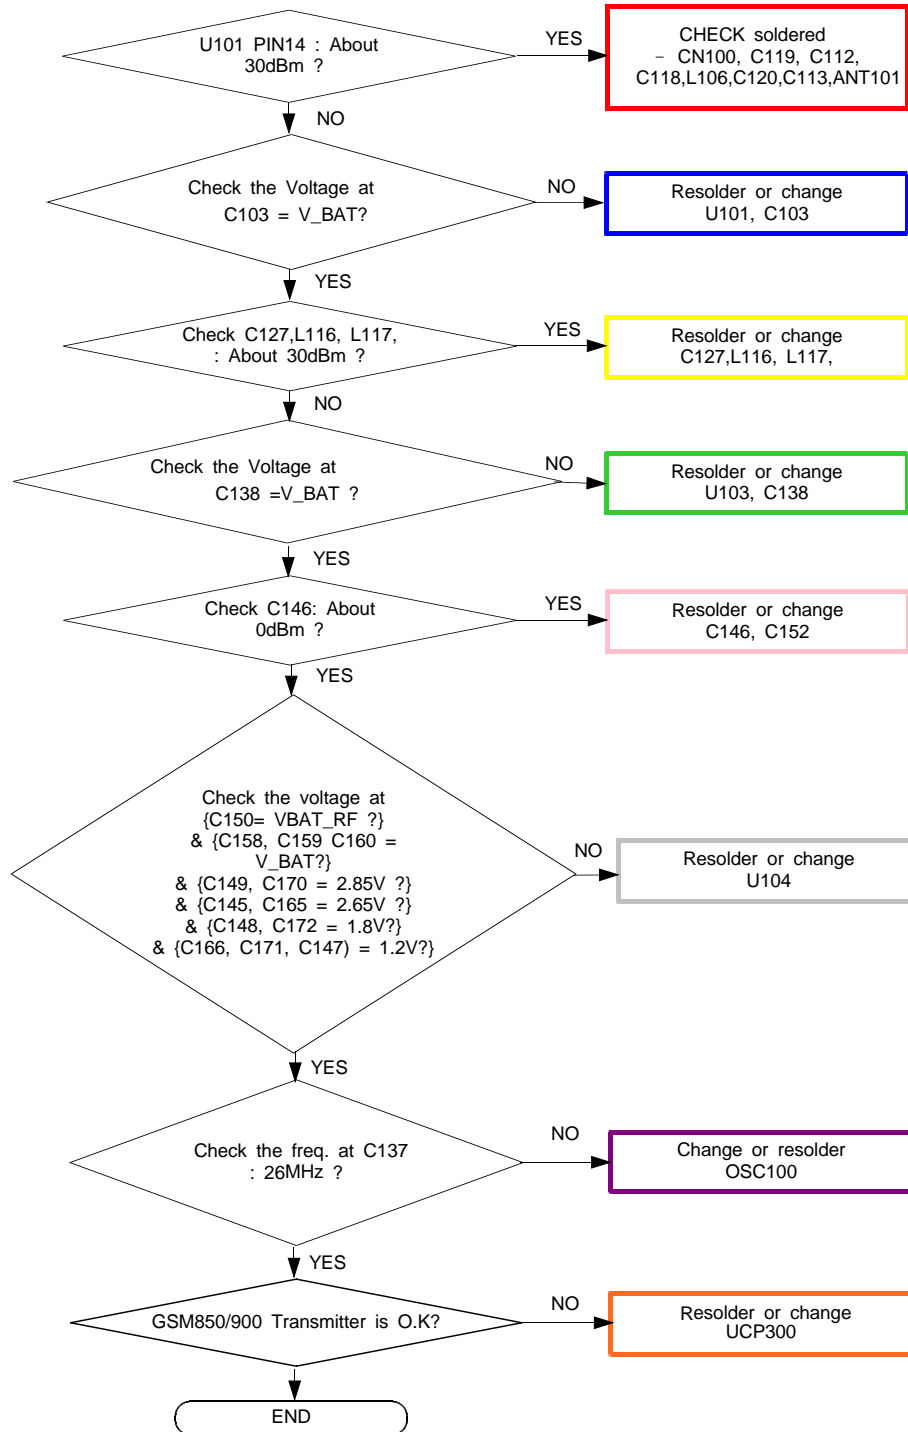 U101 PIN14 : About
30dBm ?
YES
CHECK soldered
- CN100, C119, C112,
C118,L106,C120,C113,ANT101
NO
Check the Voltage at
C103 = V_BAT?
NO
Resolder or change
U101, C103
YES
Check C127,L116, L117,
: About 30dBm ?
YES
Resolder or change
C127,L116, L117,
NO
Check the Voltage at
C138 =V_BAT ?
NO
Resolder or change
U103, C138
YES
Check C146: About
0dBm ?
YES
Resolder or change
C146, C152
YES
Check the voltage at
{C150= VBAT_RF ?}
& {C158, C159 C160 =
V_BAT?}
& {C149, C170 = 2.85V ?}
& {C145, C165 = 2.65V ?}
& {C148, C172 = 1.8V?}
& {C166, C171, C147) = 1.2V?}
NO
Resolder or change
U104
YES
Check the freq. at C137
: 26MHz ?
NO
Change or resolder
OSC100
YES
GSM850/900 Transmitter is O.K?
NO
Resolder or change
UCP300
END